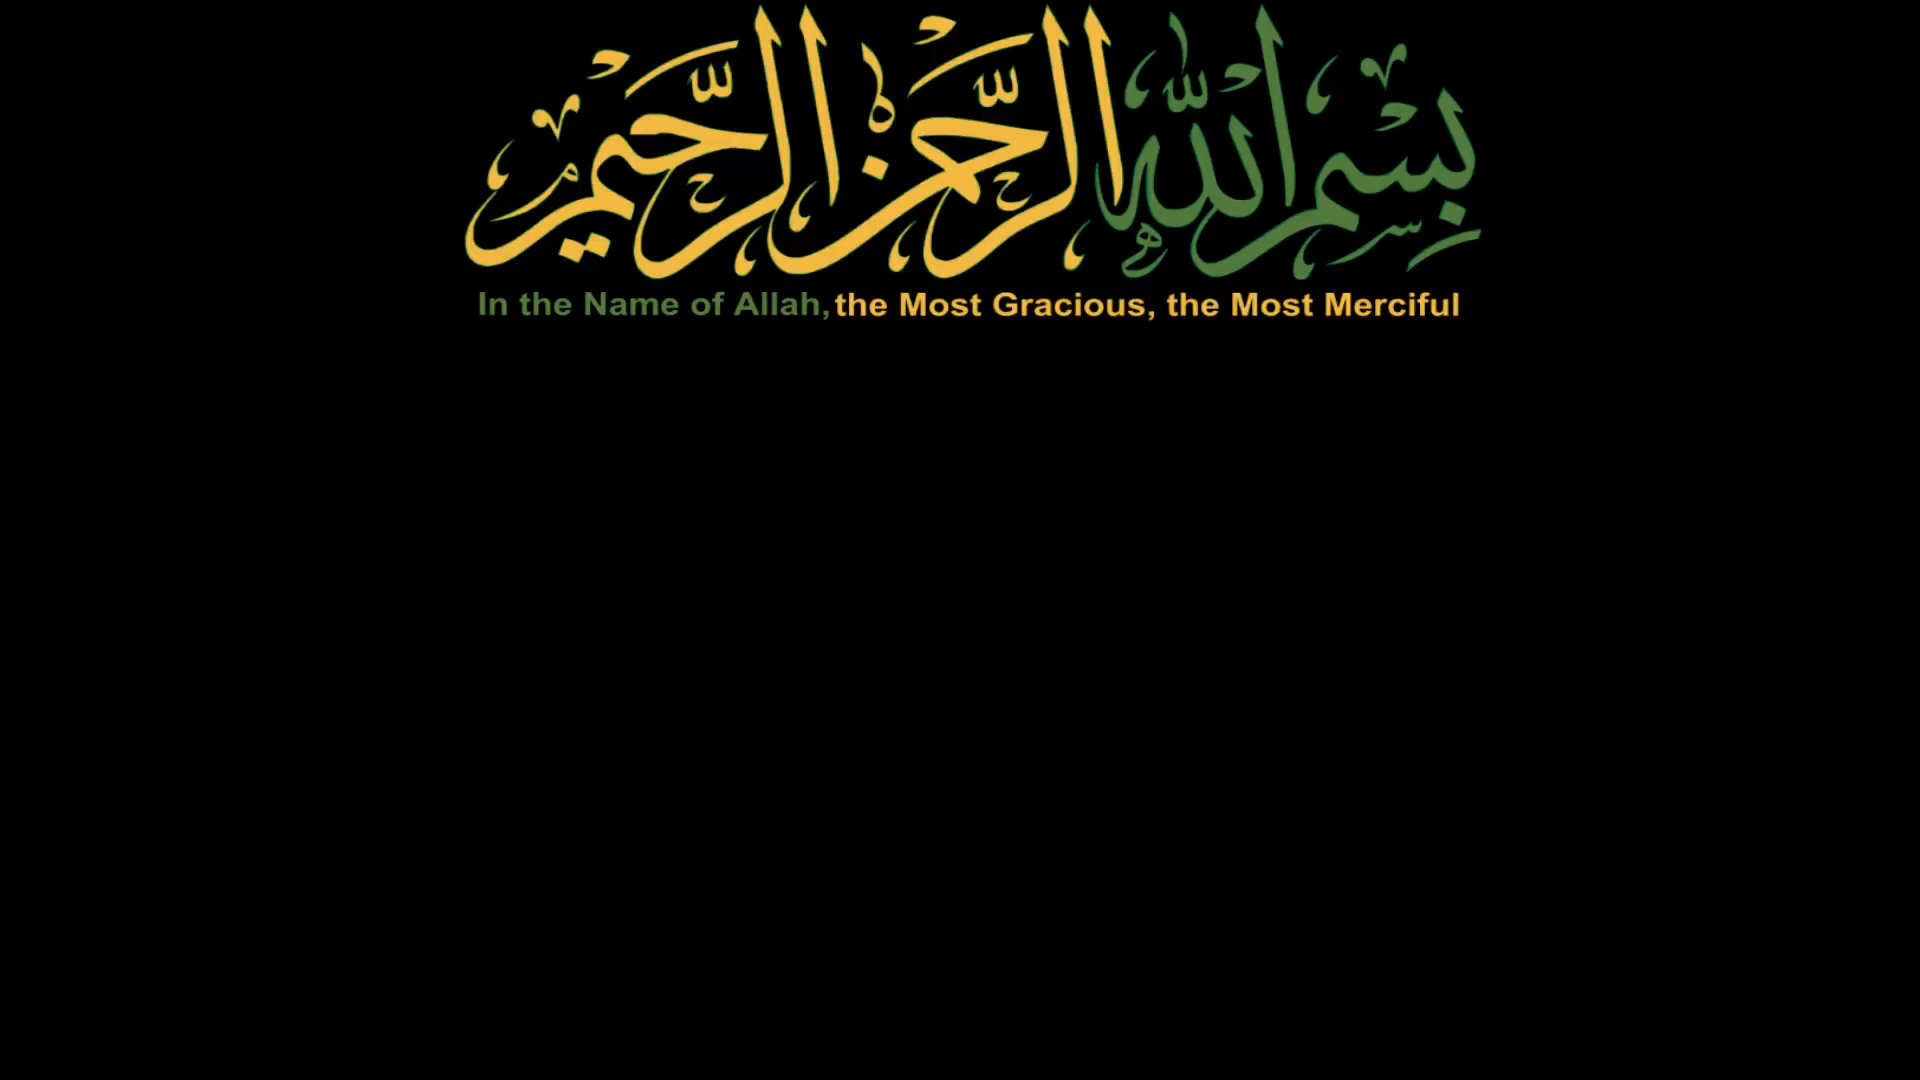 بسم الله الرحمن الرحيم
In the Name of Allah, the Most Gracious, the Most Merciful